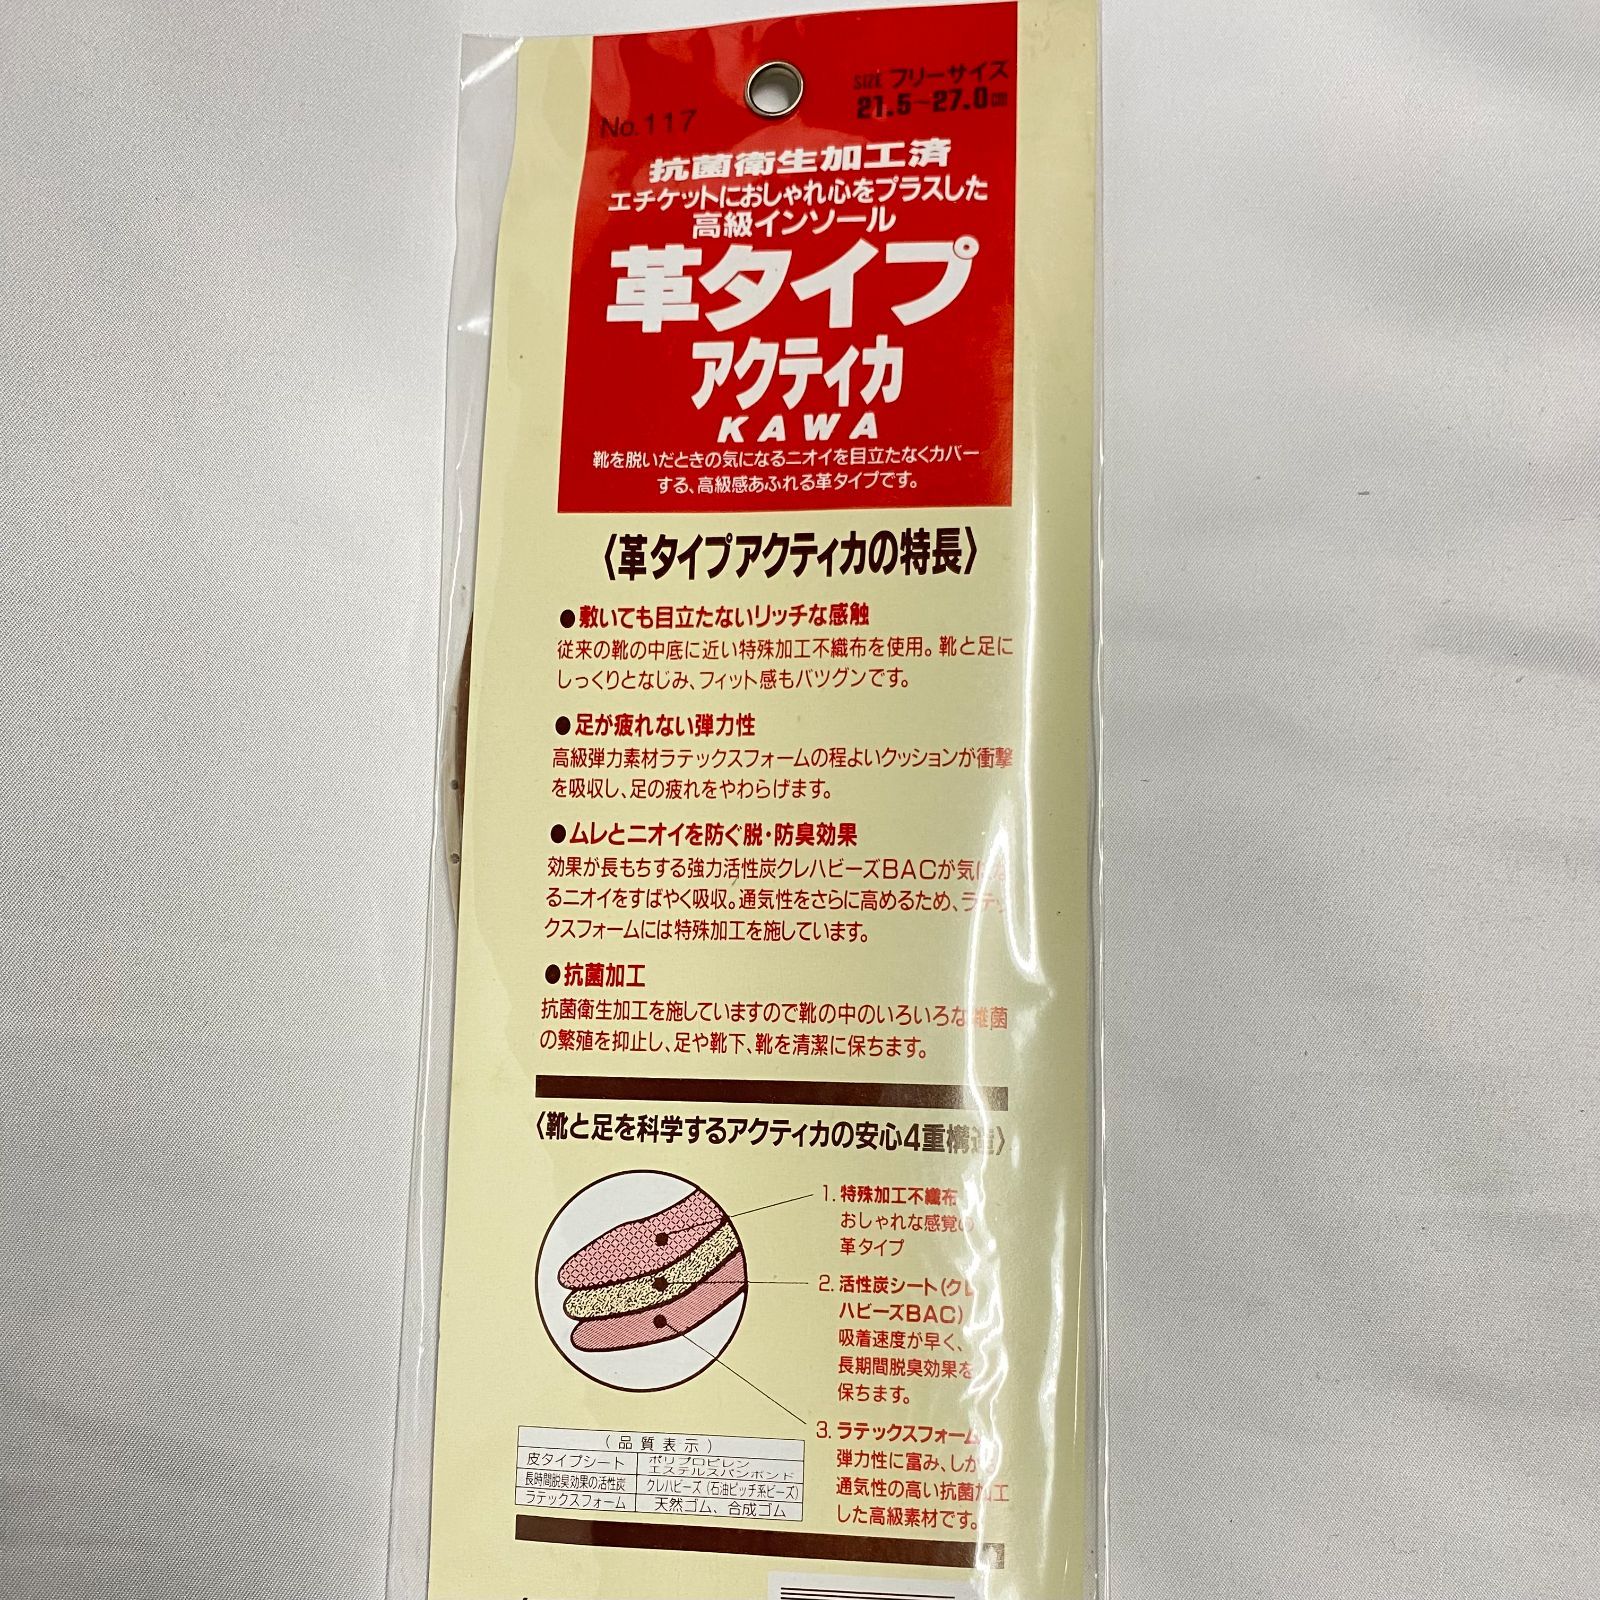 No.117
SIZE フリーサイズ
21.5~27.0cm
抗菌衛生加工済
エチケットにおしゃれ心をプラスした
高級インソール
革タイプ
アクティカ
KAWA
靴を脱いだときの気になるニオイを目立たなくカバー
する、高級感あふれる革タイプです。
〈革タイプアクティカの特長〉
●敷いても目立たないリッチな感触
従来の靴の中底に近い特殊加工不織布を使用。靴と足に
しっくりとなじみ、フィット感もバツグンです。
●足が疲れない弾力性
高級弾力素材ラテックスフォームの程よいクッションが衝撃
を吸収し、足の疲れをやわらげます。
●ムレとニオイを防ぐ脱・防臭効果
効果が長もちする強力活性炭クレハビーズBACが気にな
るニオイをすばやく吸収。通気性をさらに高めるため、ラテッ
クスフォームには特殊加工を施しています。
●抗菌加工
抗菌衛生加工を施していますので靴の中のいろいろな雑菌
の繁殖を抑止し、足や靴下、靴を清潔に保ちます。
〈靴と足を科学するアクティカの安心4重構造〉
1. 特殊加工不織布
おしゃれな感覚の
革タイプ
2. 活性炭シート(クレ
ハビーズBAC)
吸着速度が早く、
長期間脱臭効果を
保ちます。
3. ラテックスフォーム
弾力性に富み、しかも
通気性の高い抗菌加工
した高級素材です。
(品質表示)
皮タイプシート ポリプロピレン
エステルスパンボンド
長時間脱臭効果の活性炭 クレハビーズ(石油ピッチ系ビーズ)
ラテックスフォーム 天然ゴム、合成ゴム